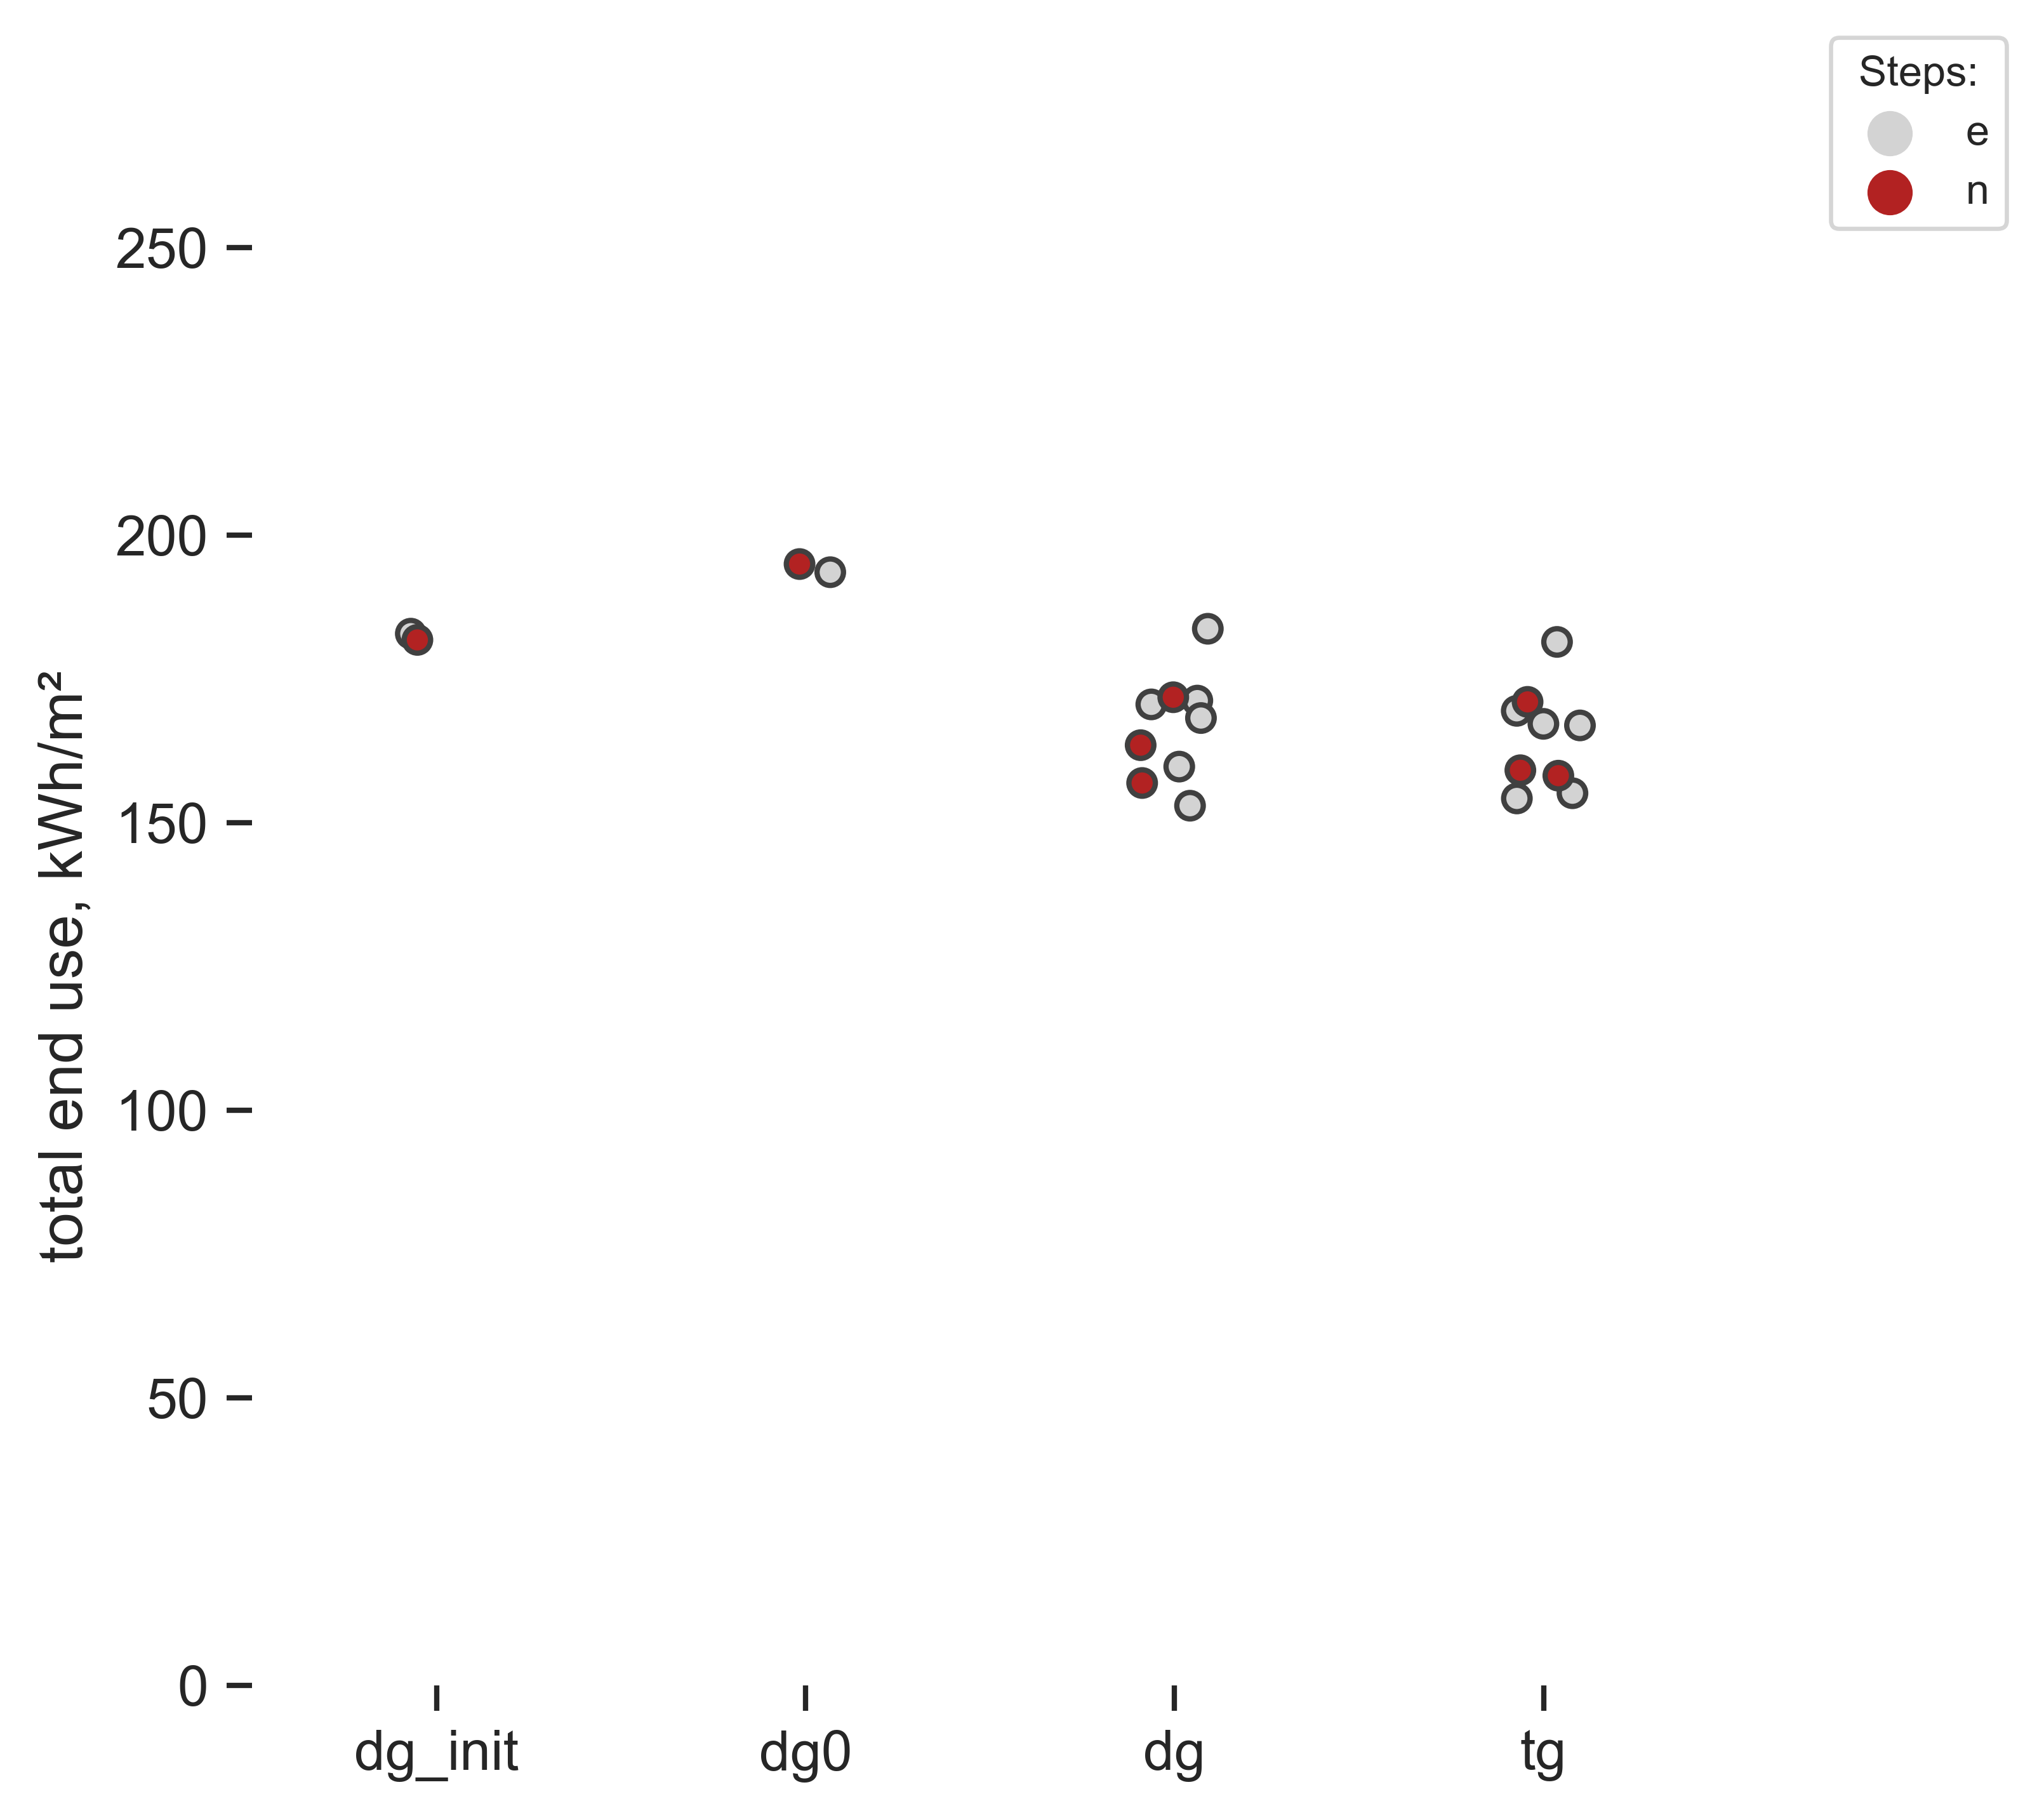 Steps:
e
n
250
200
150
100
50
0
total end use, kWh/m²
dg_init
dg0
dg
tg